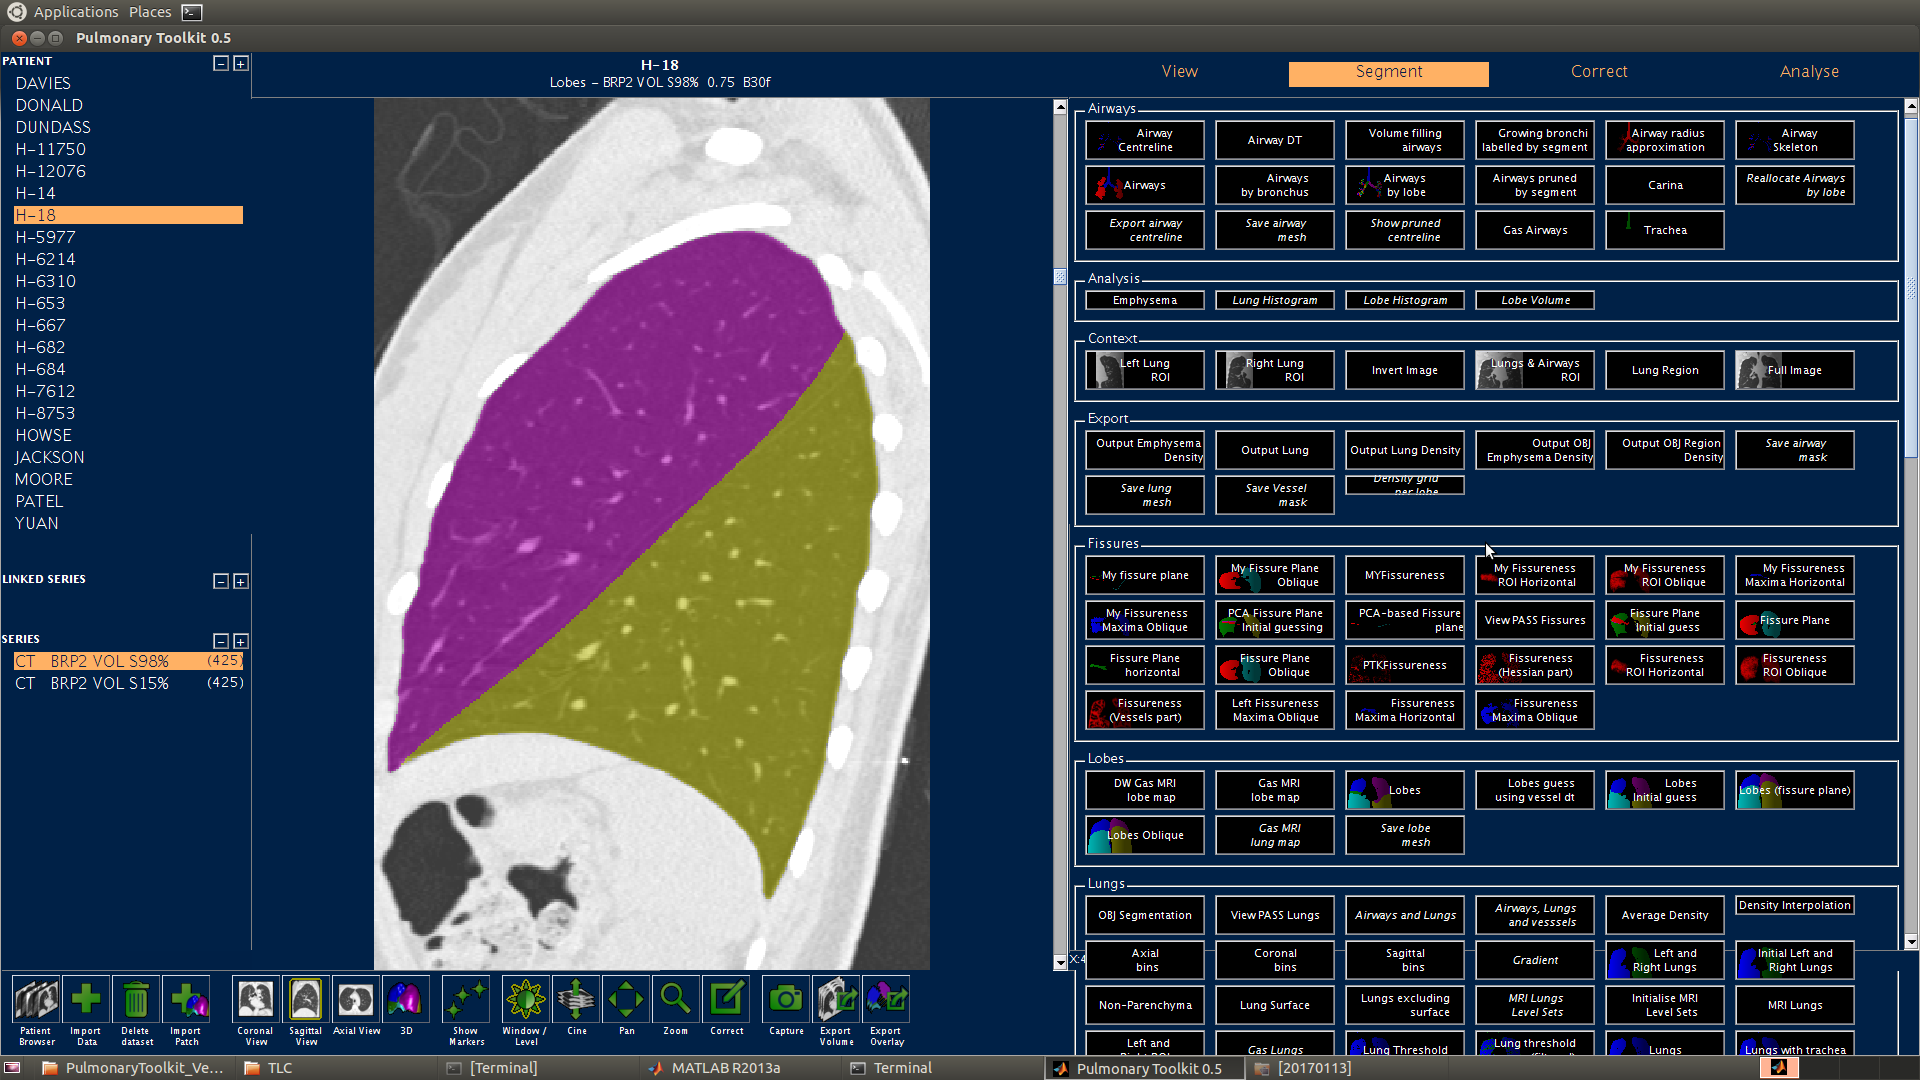 Applications Places
Pulmonary Toolkit 0.5
PATIENT
DAVIES
DONALD
DUNDASS
H-11750
H-12076
H-14
H-18
H-5977
H-6214
H-6310
H-653
H-667
H-682
H-684
H-7612
H-8753
HOWSE
JACKSON
MOORE
PATEL
YUAN
LINKED SERIES
SERIES
CT BRP2 VOL S98% (425)
CT BRP2 VOL S15% (425)
H-18
Lobes - BRP2 VOL S98% 0.75 B30f
View Segment Correct Analyse
Airways
Airway Centreline
Airway DT
Volume filling airways
Growing bronchi labelled by segment
Airway radius approximation
Airway Skeleton
Airways
Airways by bronchus
Airways by lobe
Airways pruned by segment
Carina
Reallocate Airways by lobe
Export airway centreline
Save airway mesh
Show pruned centreline
Gas Airways
Trachea
Analysis
Emphysema
Lung Histogram
Lobe Histogram
Lobe Volume
Context
Left Lung ROI
Right Lung ROI
Invert Image
Lungs & Airways ROI
Lung Region
Full Image
Export
Output Emphysema Density
Output Lung
Output Lung Density
Output OBJ Emphysema Density
Output OBJ Region Density
Save airway mask
Save lung mesh
Save Vessel mask
Density grid per lobe
Fissures
My fissure plane
My Fissure Plane Oblique
MYFissureness
My Fissureness ROI Horizontal
My Fissureness ROI Oblique
My Fissureness Maxima Horizontal
My Fissureness Maxima Oblique
PCA Fissure Plane Initial guessing
PCA-based Fissure plane
View PASS Fissures
Fissure Plane Initial guess
Fissure Plane
Fissure Plane horizontal
Fissure Plane Oblique
PTKFissureness
Fissureness (Hessian part)
Fissureness ROI Horizontal
Fissureness ROI Oblique
Fissureness (Vessels part)
Left Fissureness Maxima Oblique
Fissureness Maxima Horizontal
Fissureness Maxima Oblique
Lobes
DW Gas MRI lobe map
Gas MRI lobe map
Lobes
Lobes guess using vessel dt
Lobes Initial guess
Lobes (fissure plane)
Lobes Oblique
Gas MRI lung map
Save lobe mesh
Lungs
OBJ Segmentation
View PASS Lungs
Airways and Lungs
Airways, Lungs and vesssels
Average Density
Density Interpolation
X:4
Axial bins
Coronal bins
Sagittal bins
Gradient
Left and Right Lungs
Initial Left and Right Lungs
Non-Parenchyma
Lung Surface
Lungs excluding surface
MRI Lungs Level Sets
Initialise MRI Level Sets
MRI Lungs
Left and
Gas Lungs
Lung Threshold
Lung threshold
Lungs
Lungs with trachea
Patient Browser
Import Data
Delete dataset
Import Patch
Coronal View
Sagittal View
Axial View
3D
Show Markers
Window / Level
Cine
Pan
Zoom
Correct
Capture
Export Volume
Export Overlay
PulmonaryToolkit_Ve... TLC [Terminal] MATLAB R2013a Terminal Pulmonary Toolkit 0.5 [20170113]